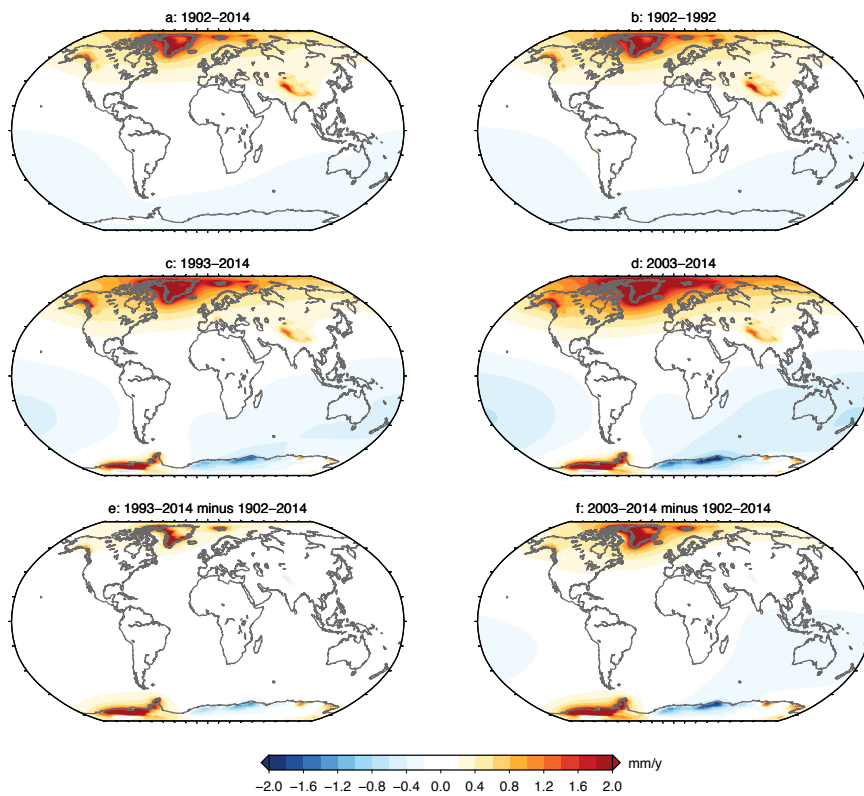 a: 1902–2014
b: 1902–1992
c: 1993–2014
d: 2003–2014
e: 1993–2014 minus 1902–2014
f: 2003–2014 minus 1902–2014
mm/y
−2.0 −1.6 −1.2 −0.8 −0.4 0.0 0.4 0.8 1.2 1.6 2.0